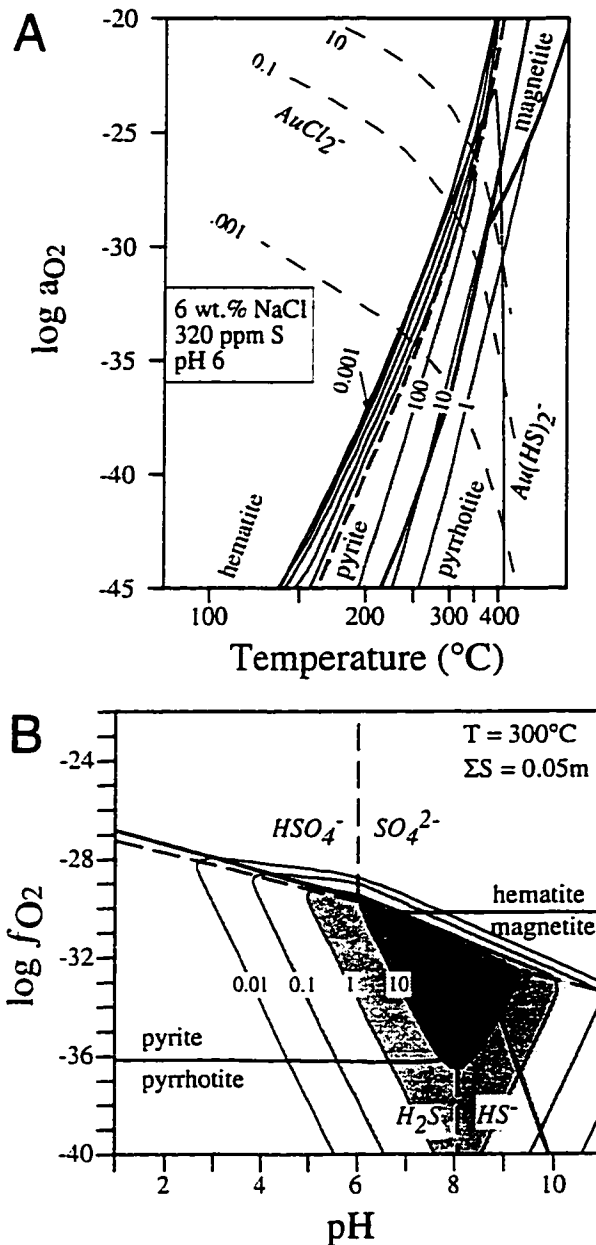 A
-20
-25
-30
-35
-40
-45
log aO2
10
0.1
AuCl2-
.001
magnetite
6 wt.% NaCl
320 ppm S
pH 6
0.001
100
10
1
Au(HS)2-
hematite
pyrite
pyrrhotite
100
200
300
400
Temperature (°C)
B
T = 300°C
ΣS = 0.05m
-24
-28
-32
-36
-40
log fO2
HSO4-
SO4 2-
hematite
magnetite
0.01
0.1
1
10
pyrite
pyrrhotite
H2S
HS-
2
4
6
8
10
pH